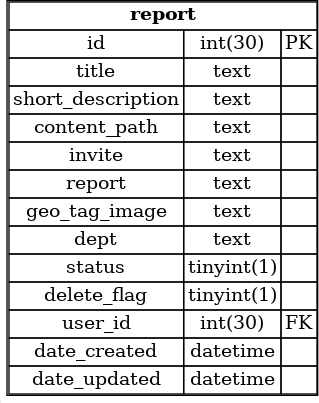 report
id int(30) PK
title text
short_description text
content_path text
invite text
report text
geo_tag_image text
dept text
status tinyint(1)
delete_flag tinyint(1)
user_id int(30) FK
date_created datetime
date_updated datetime